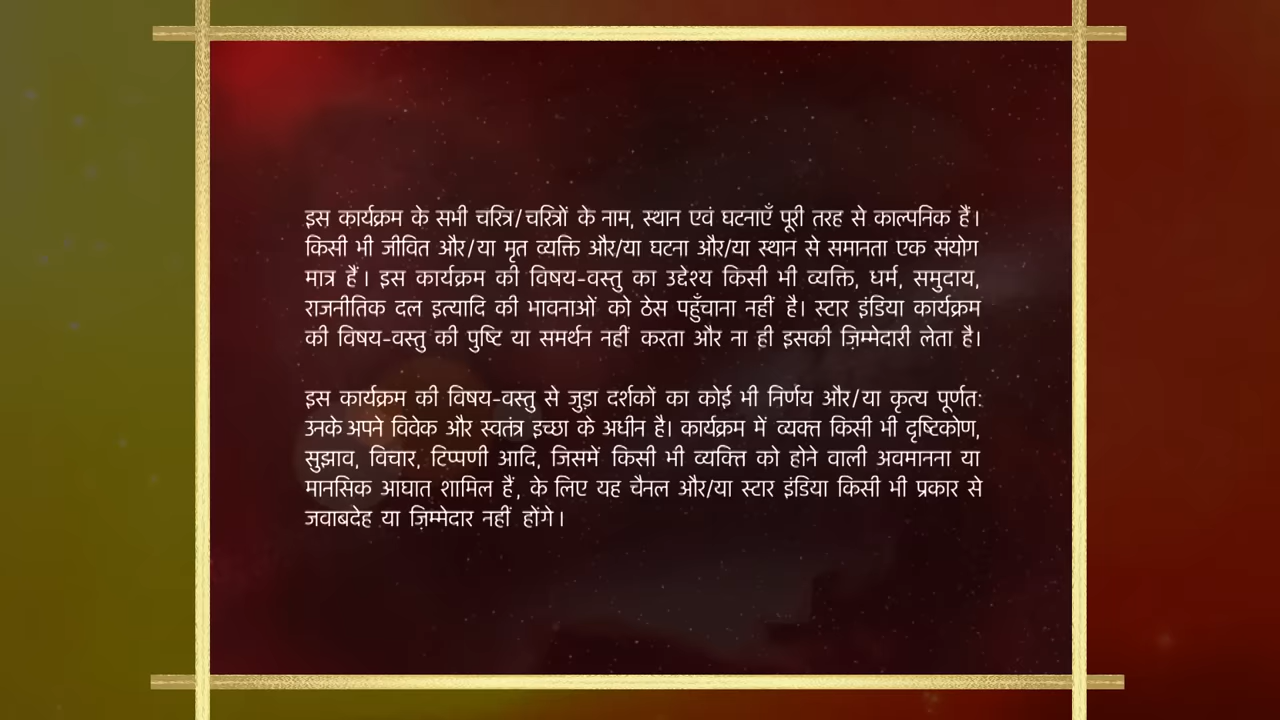 इस कार्यक्रम के सभी चरित्र/चरित्रों के नाम, स्थान एवं घटनाएँ पूरी तरह से काल्पनिक हैं।
किसी भी जीवित और/या मृत व्यक्ति और/या घटना और/या स्थान से समानता एक संयोग
मात्र हैं। इस कार्यक्रम की विषय-वस्तु का उद्देश्य किसी भी व्यक्ति, धर्म, समुदाय,
राजनीतिक दल इत्यादि की भावनाओं को ठेस पहुँचाना नहीं है। स्टार इंडिया कार्यक्रम
की विषय-वस्तु की पुष्टि या समर्थन नहीं करता और ना ही इसकी ज़िम्मेदारी लेता है।
इस कार्यक्रम की विषय-वस्तु से जुड़ा दर्शकों का कोई भी निर्णय और/या कृत्य पूर्णत:
उनके अपने विवेक और स्वतंत्र इच्छा के अधीन है। कार्यक्रम में व्यक्त किसी भी दृष्टिकोण,
सुझाव, विचार, टिप्पणी आदि, जिसमें किसी भी व्यक्ति को होने वाली अवमानना या
मानसिक आघात शामिल हैं, के लिए यह चैनल और/या स्टार इंडिया किसी भी प्रकार से
जवाबदेह या ज़िम्मेदार नहीं होंगे।